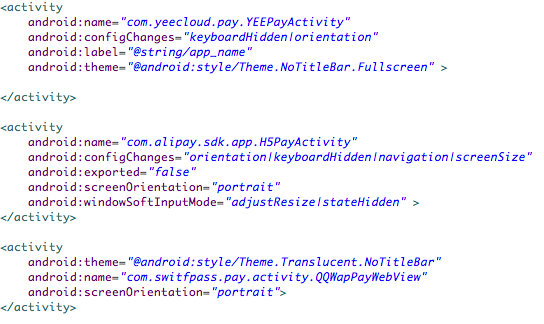 <activity
android:name="com.yeecloud.pay.YEEPayActivity"
android:configChanges="keyboardHidden|orientation"
android:label="@string/app_name"
android:theme="@android:style/Theme.NoTitleBar.Fullscreen" >
</activity>
<activity
android:name="com.alipay.sdk.app.H5PayActivity"
android:configChanges="orientation|keyboardHidden|navigation|screenSize"
android:exported="false"
android:screenOrientation="portrait"
android:windowSoftInputMode="adjustResize|stateHidden" >
</activity>
<activity
android:theme="@android:style/Theme.Translucent.NoTitleBar"
android:name="com.switfpass.pay.activity.QQWapPayWebView"
android:screenOrientation="portrait">
</activity>